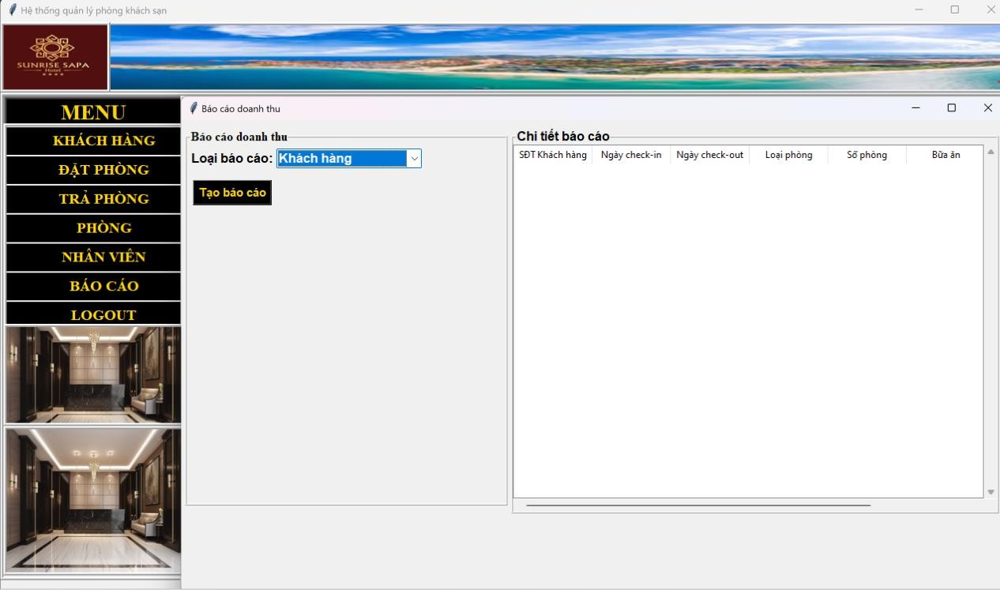 Hệ thống quản lý phòng khách sạn
SUNRISE SAPA
Hotel
MENU
KHÁCH HÀNG
ĐẶT PHÒNG
TRẢ PHÒNG
PHÒNG
NHÂN VIÊN
BÁO CÁO
LOGOUT
Báo cáo doanh thu
Báo cáo doanh thu
Loại báo cáo: Khách hàng
Tạo báo cáo
Chi tiết báo cáo
SĐT Khách hàng Ngày check-in Ngày check-out Loại phòng Số phòng Bữa ăn